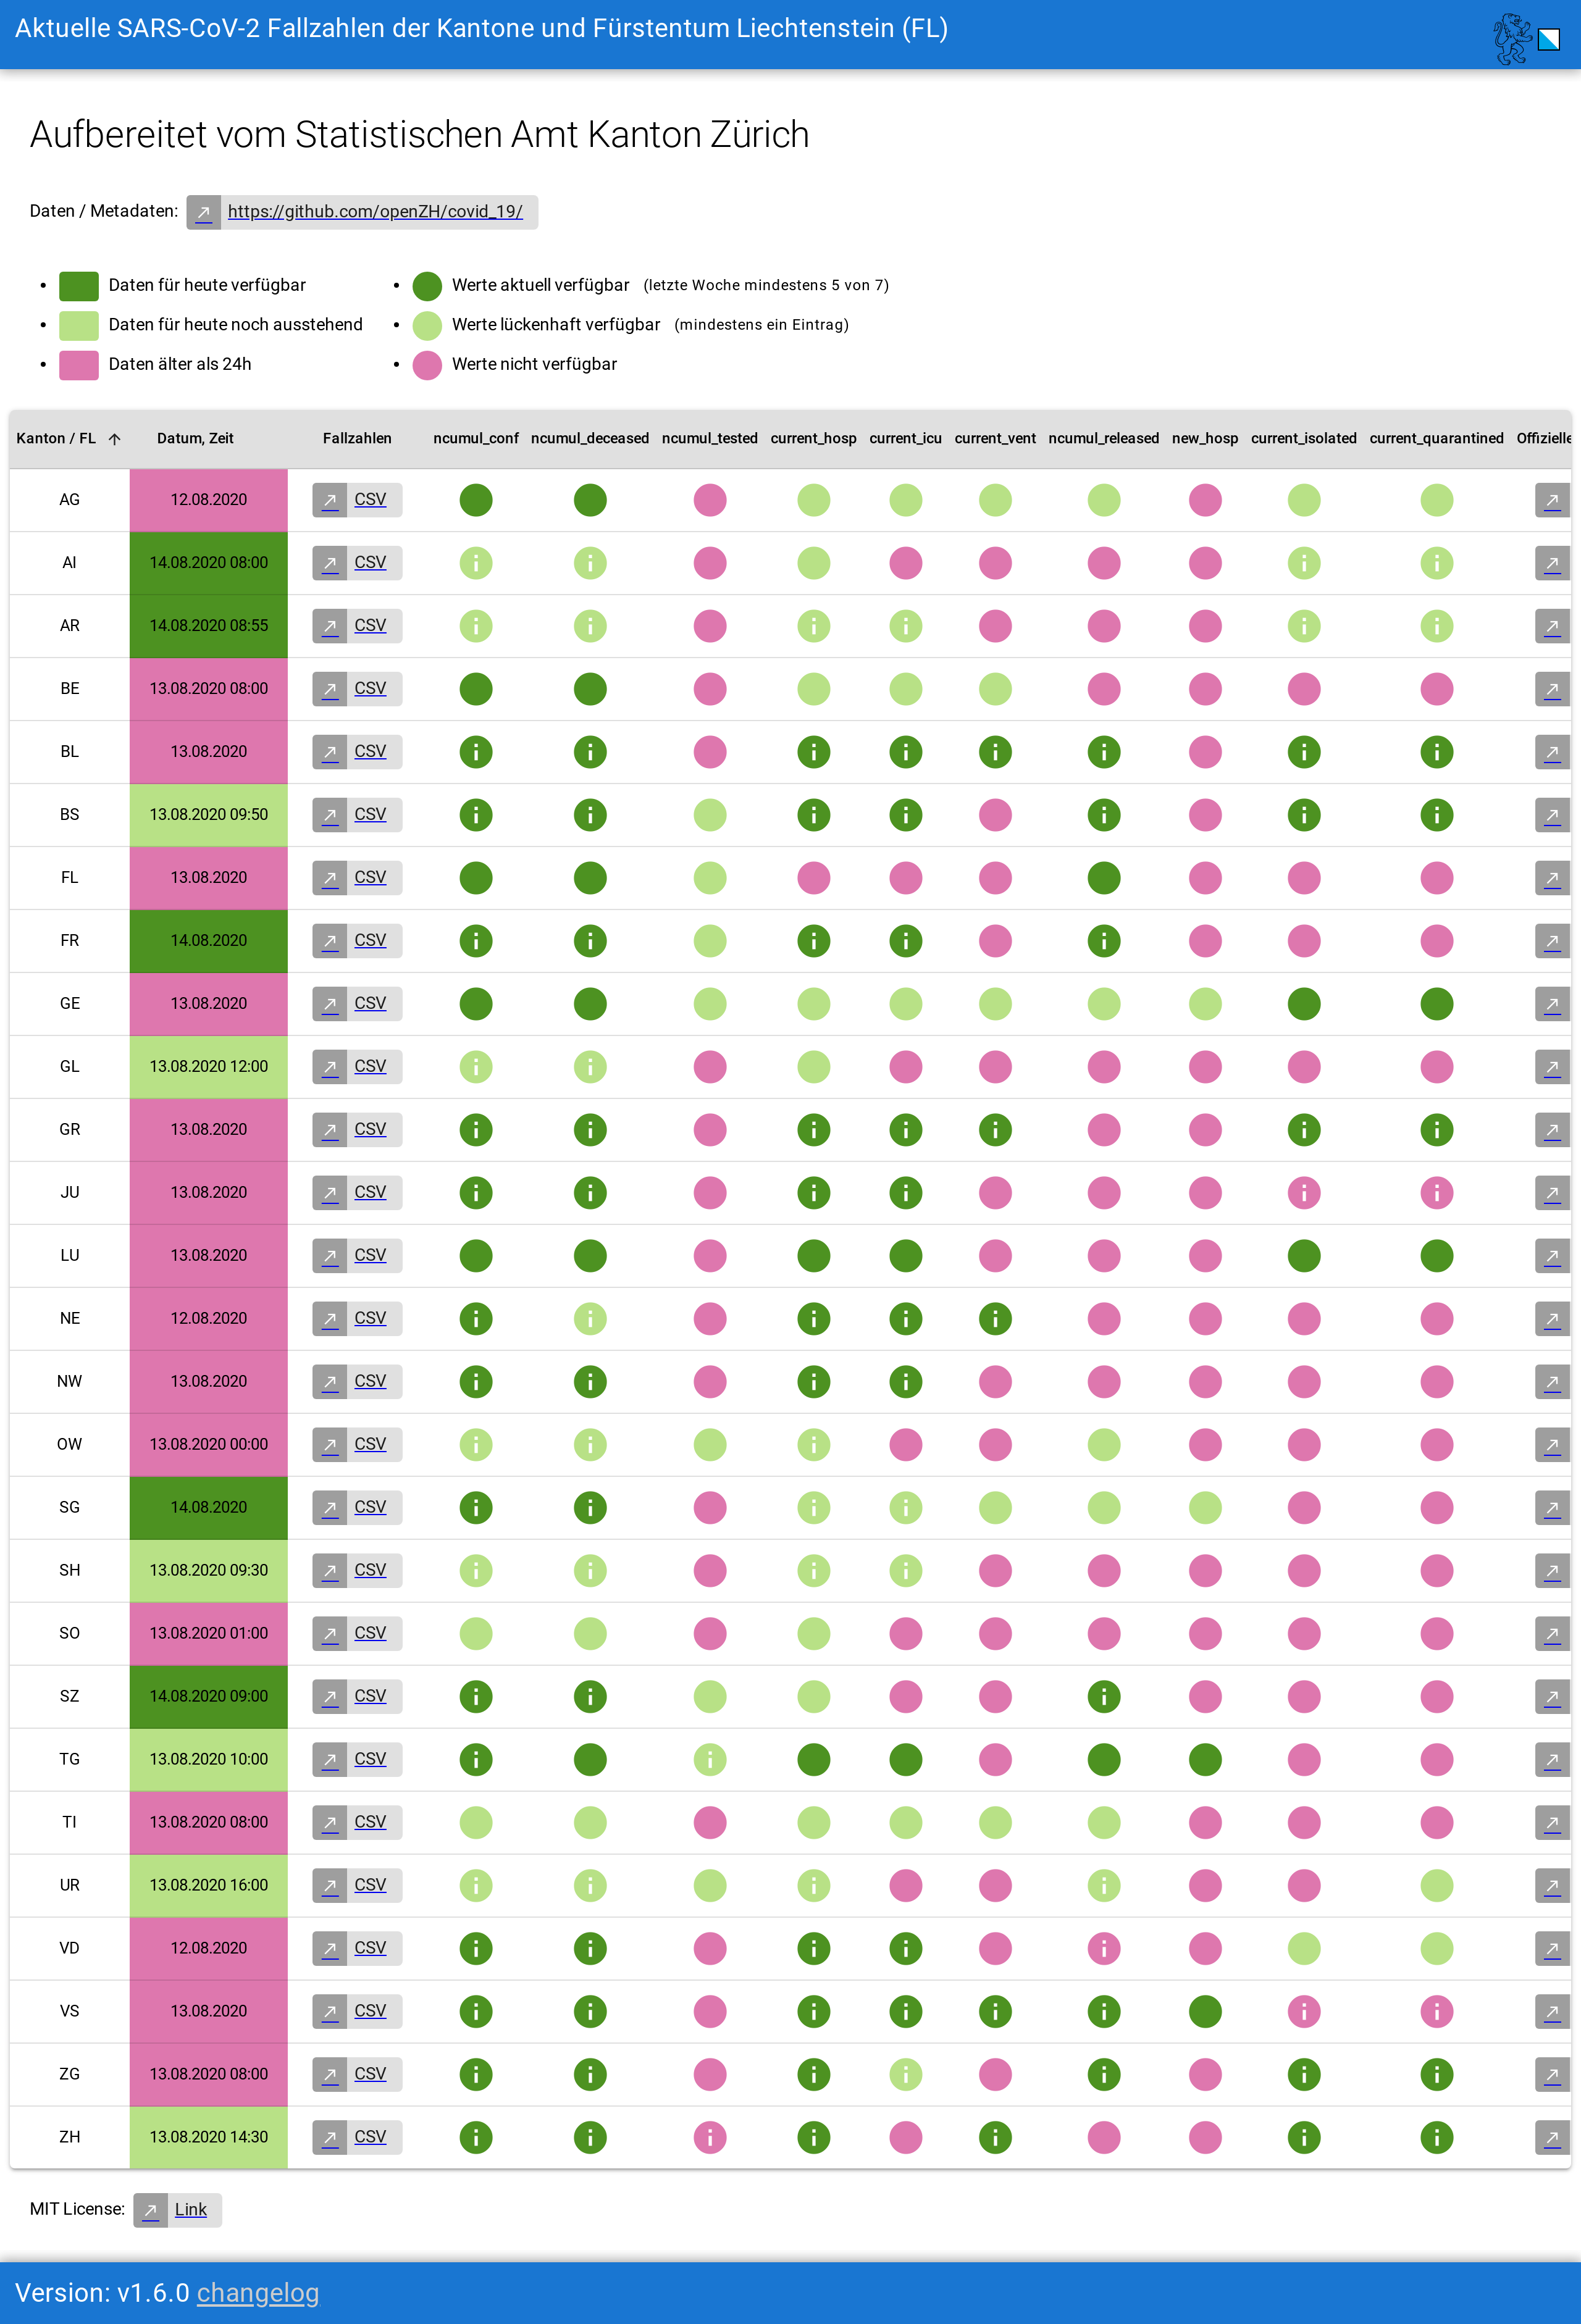 Aktuelle SARS-CoV-2 Fallzahlen der Kantone und Fürstentum Liechtenstein (FL)
Aufbereitet vom Statistischen Amt Kanton Zürich
Daten / Metadaten: https://github.com/openZH/covid_19/
Daten für heute verfügbar
Daten für heute noch ausstehend
Daten älter als 24h
Werte aktuell verfügbar (letzte Woche mindestens 5 von 7)
Werte lückenhaft verfügbar (mindestens ein Eintrag)
Werte nicht verfügbar
Kanton / FL Datum, Zeit Fallzahlen ncumul_conf ncumul_deceased ncumul_tested current_hosp current_icu current_vent ncumul_released new_hosp current_isolated current_quarantined Offizielle
AG 12.08.2020 CSV
AI 14.08.2020 08:00 CSV
AR 14.08.2020 08:55 CSV
BE 13.08.2020 08:00 CSV
BL 13.08.2020 CSV
BS 13.08.2020 09:50 CSV
FL 13.08.2020 CSV
FR 14.08.2020 CSV
GE 13.08.2020 CSV
GL 13.08.2020 12:00 CSV
GR 13.08.2020 CSV
JU 13.08.2020 CSV
LU 13.08.2020 CSV
NE 12.08.2020 CSV
NW 13.08.2020 CSV
OW 13.08.2020 00:00 CSV
SG 14.08.2020 CSV
SH 13.08.2020 09:30 CSV
SO 13.08.2020 01:00 CSV
SZ 14.08.2020 09:00 CSV
TG 13.08.2020 10:00 CSV
TI 13.08.2020 08:00 CSV
UR 13.08.2020 16:00 CSV
VD 12.08.2020 CSV
VS 13.08.2020 CSV
ZG 13.08.2020 08:00 CSV
ZH 13.08.2020 14:30 CSV
MIT License: Link
Version: v1.6.0 changelog